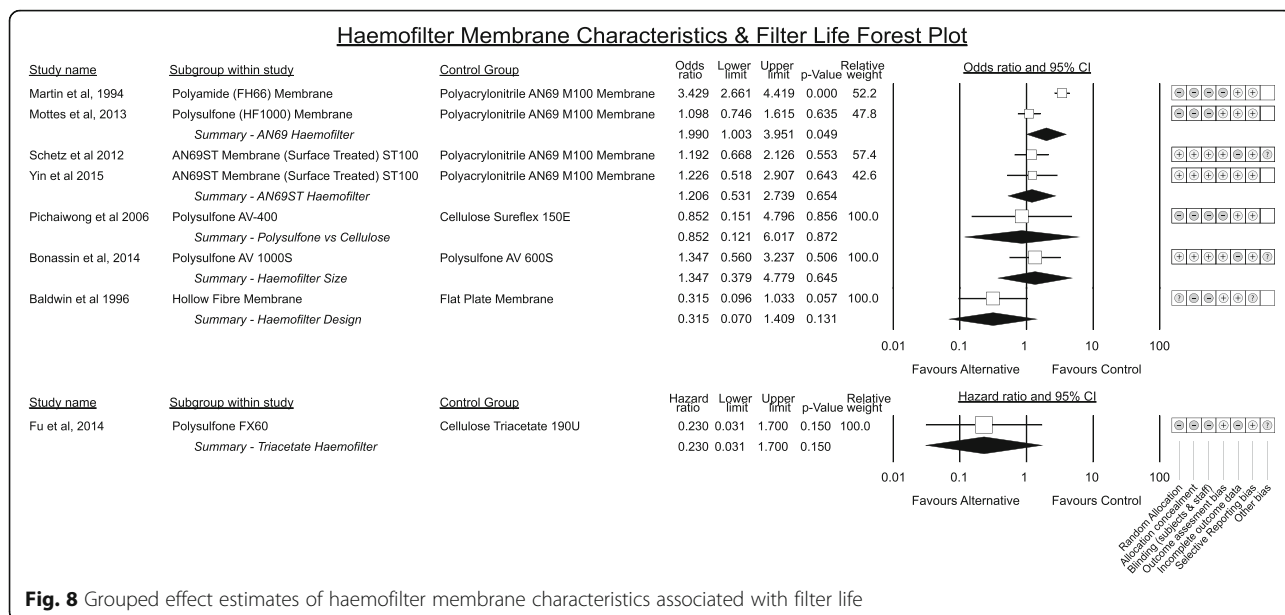 Haemofilter Membrane Characteristics & Filter Life Forest Plot
Study name Subgroup within study Control Group Odds ratio Lower limit Upper limit p-Value Relative weight Odds ratio and 95% CI
Martin et al, 1994 Polyamide (FH66) Membrane Polyacrylonitrile AN69 M100 Membrane 3.429 2.661 4.419 0.000 52.2
Mottes et al, 2013 Polysulfone (HF1000) Membrane Polyacrylonitrile AN69 M100 Membrane 1.098 0.746 1.615 0.635 47.8
Summary - AN69 Haemofilter 1.990 1.003 3.951 0.049
Schetz et al 2012 AN69ST Membrane (Surface Treated) ST100 Polyacrylonitrile AN69 M100 Membrane 1.192 0.668 2.126 0.553 57.4
Yin et al 2015 AN69ST Membrane (Surface Treated) ST100 Polyacrylonitrile AN69 M100 Membrane 1.226 0.518 2.907 0.643 42.6
Summary - AN69ST Haemofilter 1.206 0.531 2.739 0.654
Pichaiwong et al 2006 Polysulfone AV-400 Cellulose Sureflex 150E 0.852 0.151 4.796 0.856 100.0
Summary - Polysulfone vs Cellulose 0.852 0.121 6.017 0.872
Bonassin et al, 2014 Polysulfone AV 1000S Polysulfone AV 600S 1.347 0.560 3.237 0.506 100.0
Summary - Haemofilter Size 1.347 0.379 4.779 0.645
Baldwin et al 1996 Hollow Fibre Membrane Flat Plate Membrane 0.315 0.096 1.033 0.057 100.0
Summary - Haemofilter Design 0.315 0.070 1.409 0.131
0.01 0.1 1 10 100
Favours Alternative Favours Control
Study name Subgroup within study Control Group Hazard ratio Lower limit Upper limit p-Value Relative weight Hazard ratio and 95% CI
Fu et al, 2014 Polysulfone FX60 Cellulose Triacetate 190U 0.230 0.031 1.700 0.150 100.0
Summary - Triacetate Haemofilter 0.230 0.031 1.700 0.150
0.01 0.1 1 10 100
Favours Alternative Favours Control
Random Allocation
Allocation concealment
Blinding (subjects & staff)
Outcome assesment bias
Incomplete outcome data
Selective Reporting bias
Other bias
Fig. 8 Grouped effect estimates of haemofilter membrane characteristics associated with filter life